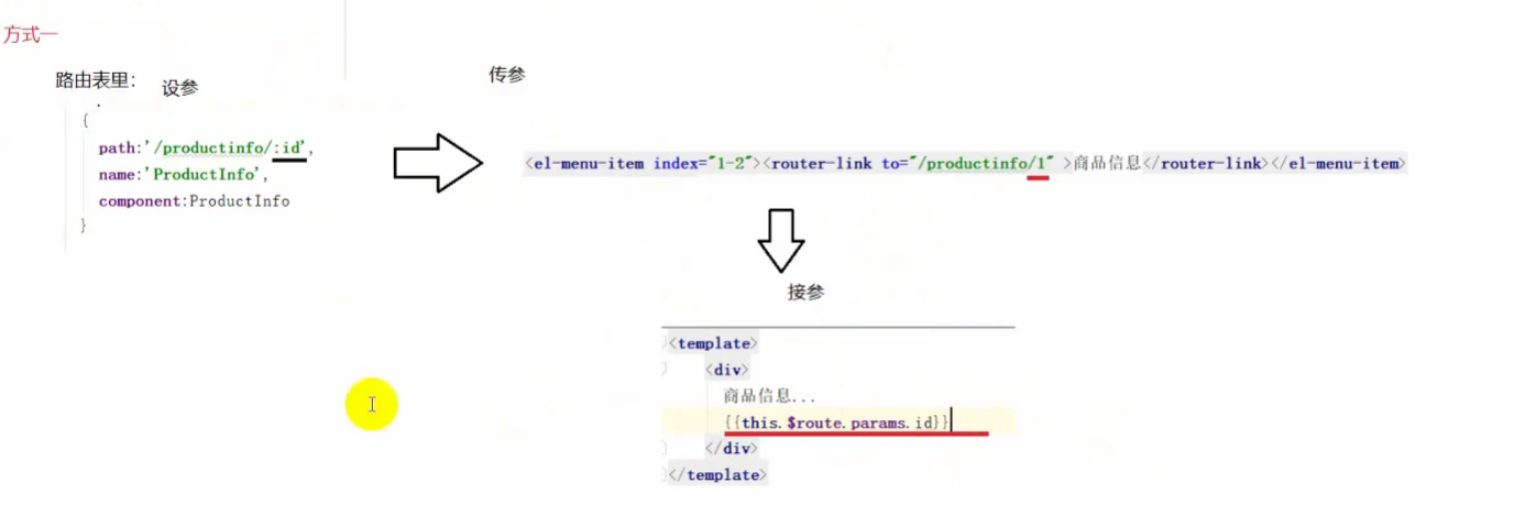 方式一
路由表里：
设参
{
path:'/productinfo/:id',
name:'ProductInfo',
component:ProductInfo
}
传参
<el-menu-item index="1-2"><router-link to="/productinfo/1" >商品信息</router-link></el-menu-item>
接参
<template>
<div>
商品信息...
{{this.$route.params.id}}
</div>
</template>